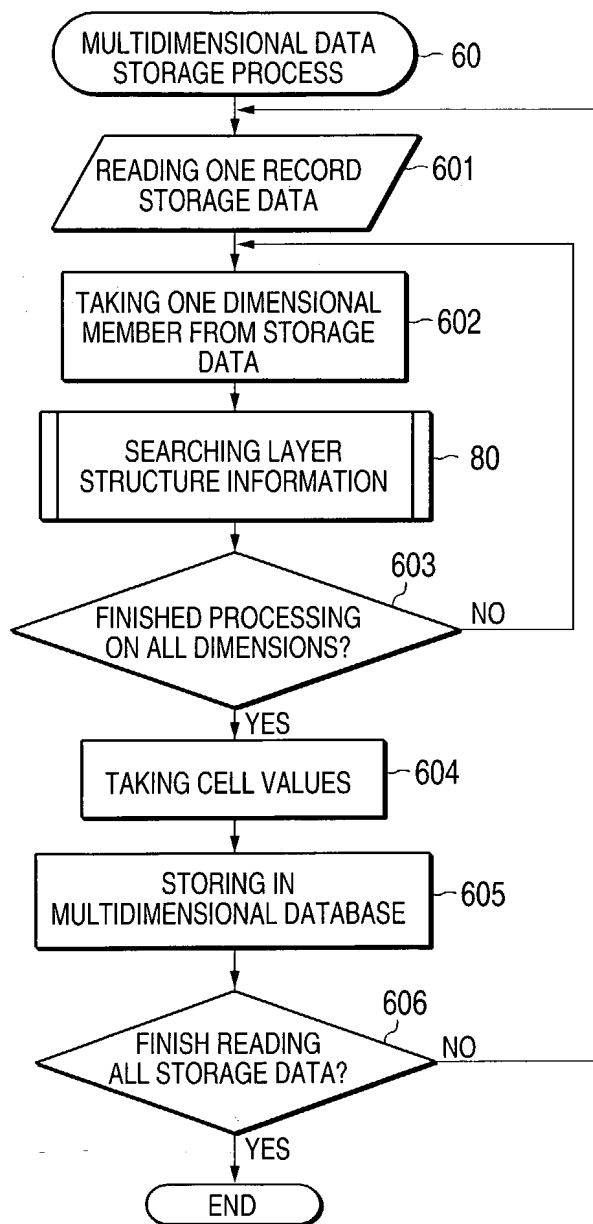 MULTIDIMENSIONAL DATA
STORAGE PROCESS
60
READING ONE RECORD
STORAGE DATA
601
TAKING ONE DIMENSIONAL
MEMBER FROM STORAGE
DATA
602
SEARCHING LAYER
STRUCTURE INFORMATION
80
603
FINISHED PROCESSING
ON ALL DIMENSIONS?
NO
YES
TAKING CELL VALUES
604
STORING IN
MULTIDIMENSIONAL DATABASE
605
606
FINISH READING
ALL STORAGE DATA?
NO
YES
END